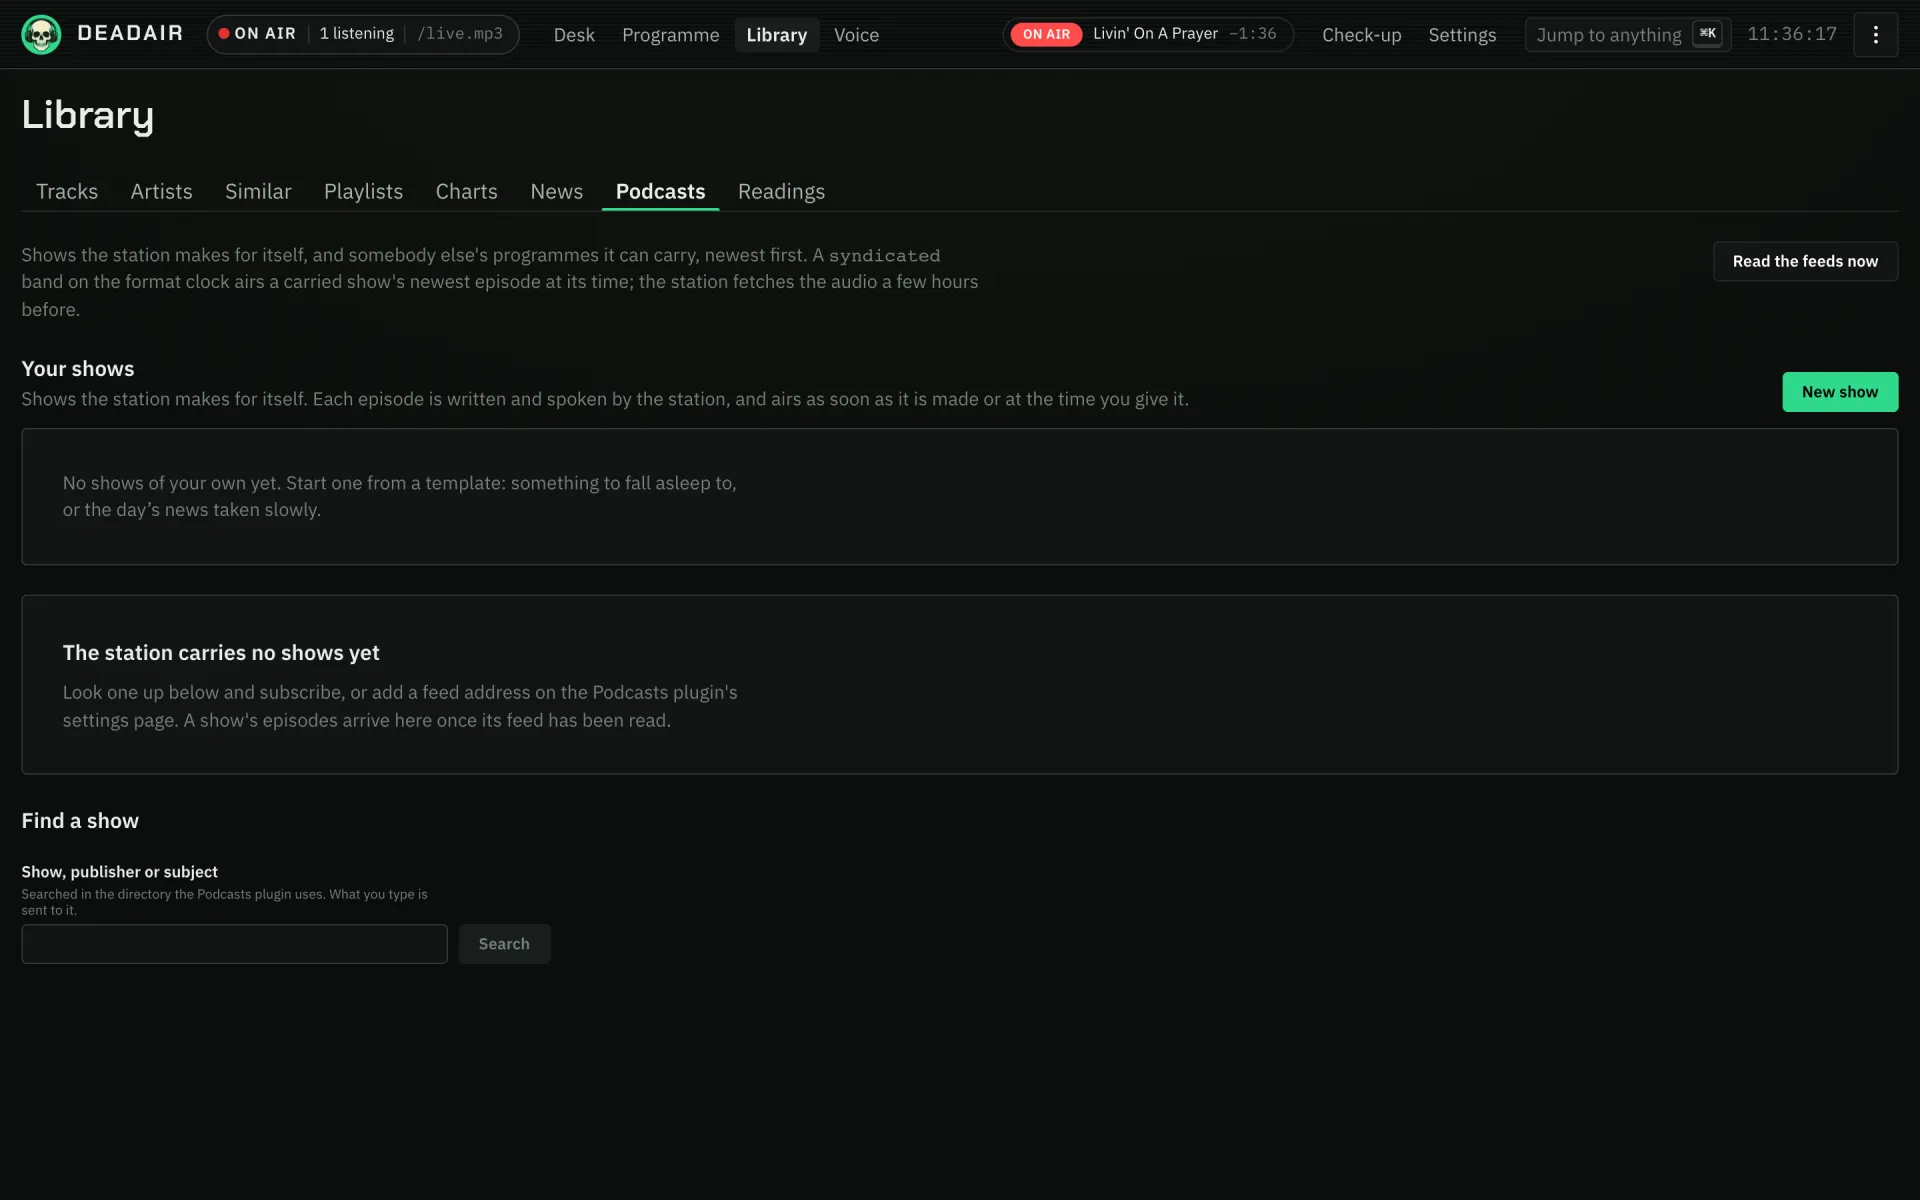 DEADAIR
ON AIR
1 listening
/live.mp3
Desk
Programme
Library
Voice
ON AIR
Livin' On A Prayer
−1:36
Check-up
Settings
Jump to anything
⌘K
11:36:17
Library
Tracks
Artists
Similar
Playlists
Charts
News
Podcasts
Readings
Shows the station makes for itself, and somebody else's programmes it can carry, newest first. A syndicated
band on the format clock airs a carried show's newest episode at its time; the station fetches the audio a few hours
before.
Read the feeds now
Your shows
Shows the station makes for itself. Each episode is written and spoken by the station, and airs as soon as it is made or at the time you give it.
New show
No shows of your own yet. Start one from a template: something to fall asleep to,
or the day’s news taken slowly.
The station carries no shows yet
Look one up below and subscribe, or add a feed address on the Podcasts plugin's
settings page. A show's episodes arrive here once its feed has been read.
Find a show
Show, publisher or subject
Searched in the directory the Podcasts plugin uses. What you type is
sent to it.
Search